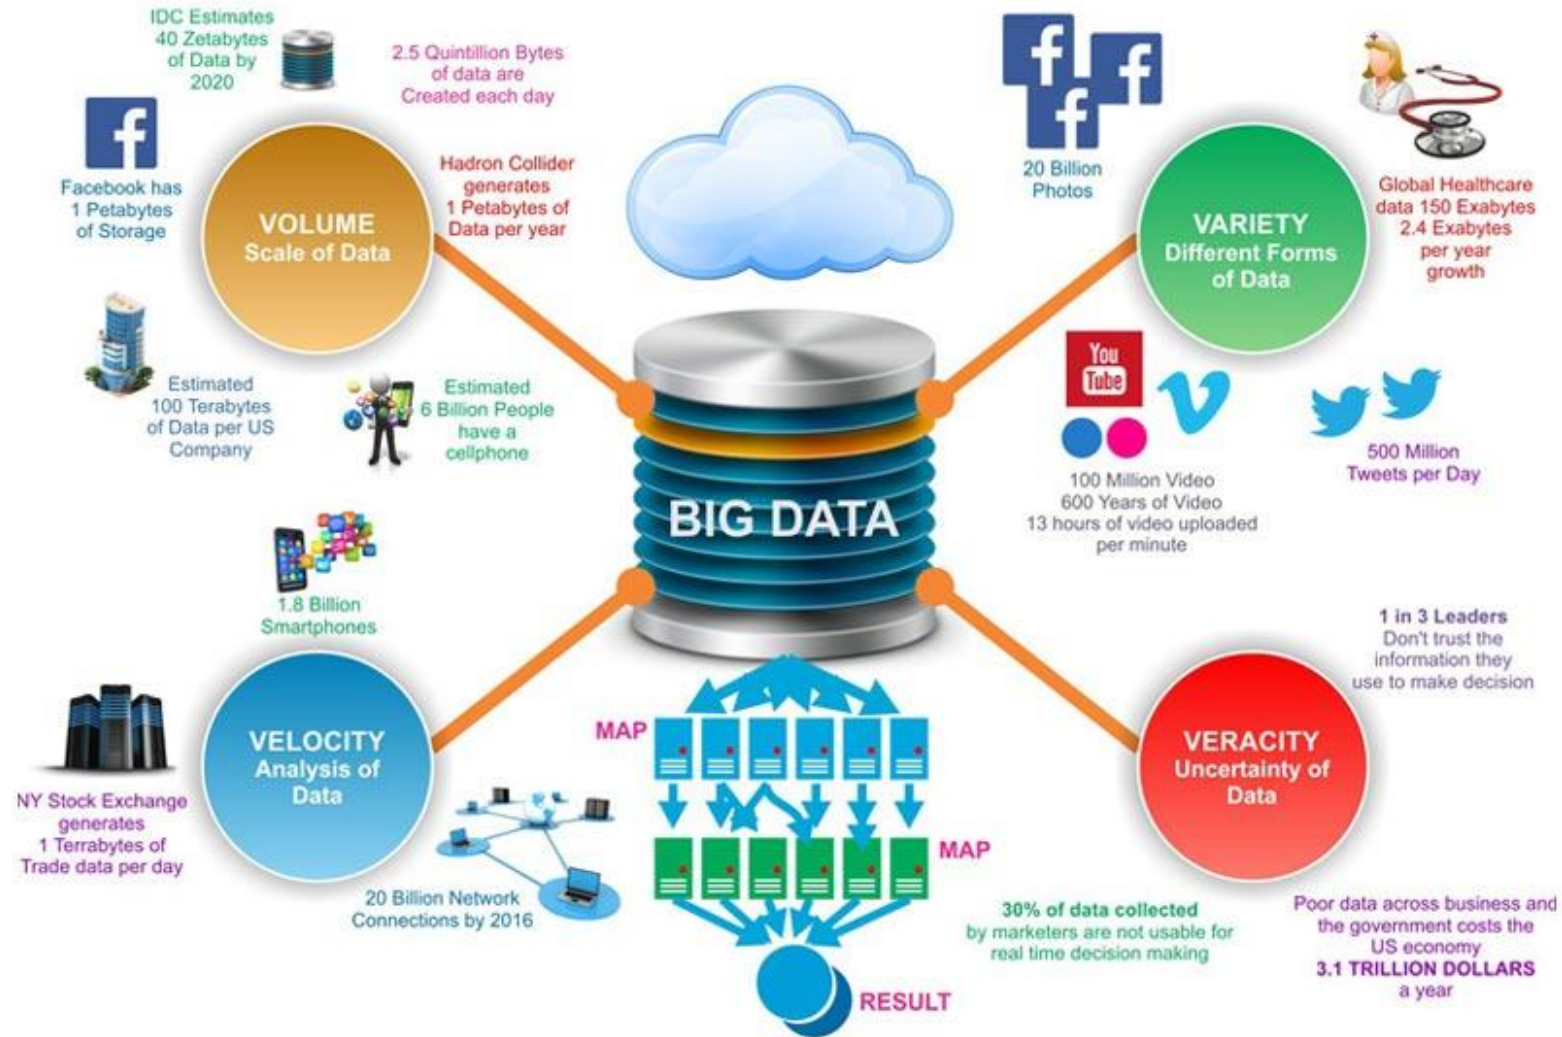 IDC Estimates
40 Zetabytes
of Data by
2020
2.5 Quintillion Bytes
of data are
Created each day
Facebook has
1 Petabytes
of Storage
VOLUME
Scale of Data
Hadron Collider
generates
1 Petabytes of
Data per year
Estimated
100 Terabytes
of Data per US
Company
Estimated
6 Billion People
have a
cellphone
20 Billion
Photos
VARIETY
Different Forms
of Data
Global Healthcare
data 150 Exabytes
2.4 Exabytes
per year
growth
You
Tube
100 Million Video
600 Years of Video
13 hours of video uploaded
per minute
500 Million
Tweets per Day
BIG DATA
1.8 Billion
Smartphones
VELOCITY
Analysis of
Data
NY Stock Exchange
generates
1 Terrabytes of
Trade data per day
20 Billion Network
Connections by 2016
MAP
MAP
RESULT
1 in 3 Leaders
Don't trust the
information they
use to make decision
VERACITY
Uncertainty of
Data
30% of data collected
by marketers are not usable for
real time decision making
Poor data across business and
the government costs the
US economy
3.1 TRILLION DOLLARS
a year